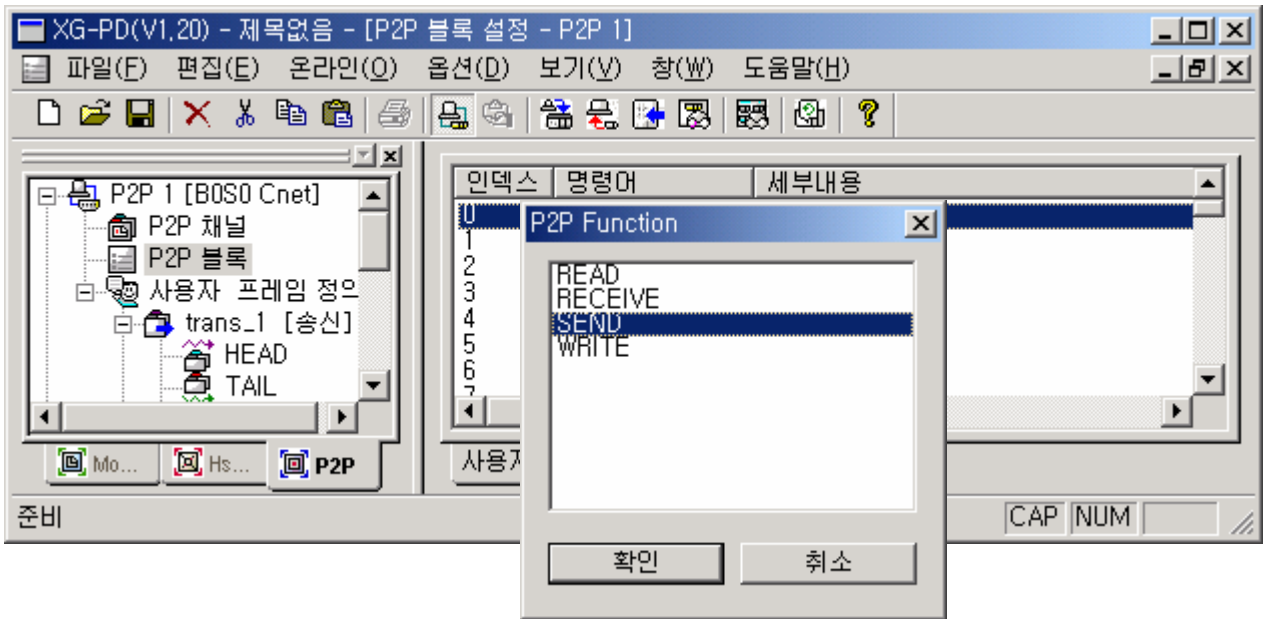 XG-PD(V1,20) - 제목없음 - [P2P 블록 설정 - P2P 1]
파일(F) 편집(E) 온라인(O) 옵션(D) 보기(V) 창(W) 도움말(H)
P2P 1 [B0S0 Cnet]
P2P 채널
P2P 블록
사용자 프레임 정의
trans_1 [송신]
HEAD
TAIL
Mo... Hs... P2P
인덱스 명령어 세부내용
0
1
2
3
4
5
6
7
사용자
P2P Function
READ
RECEIVE
SEND
WRITE
확인 취소
준비 CAP NUM